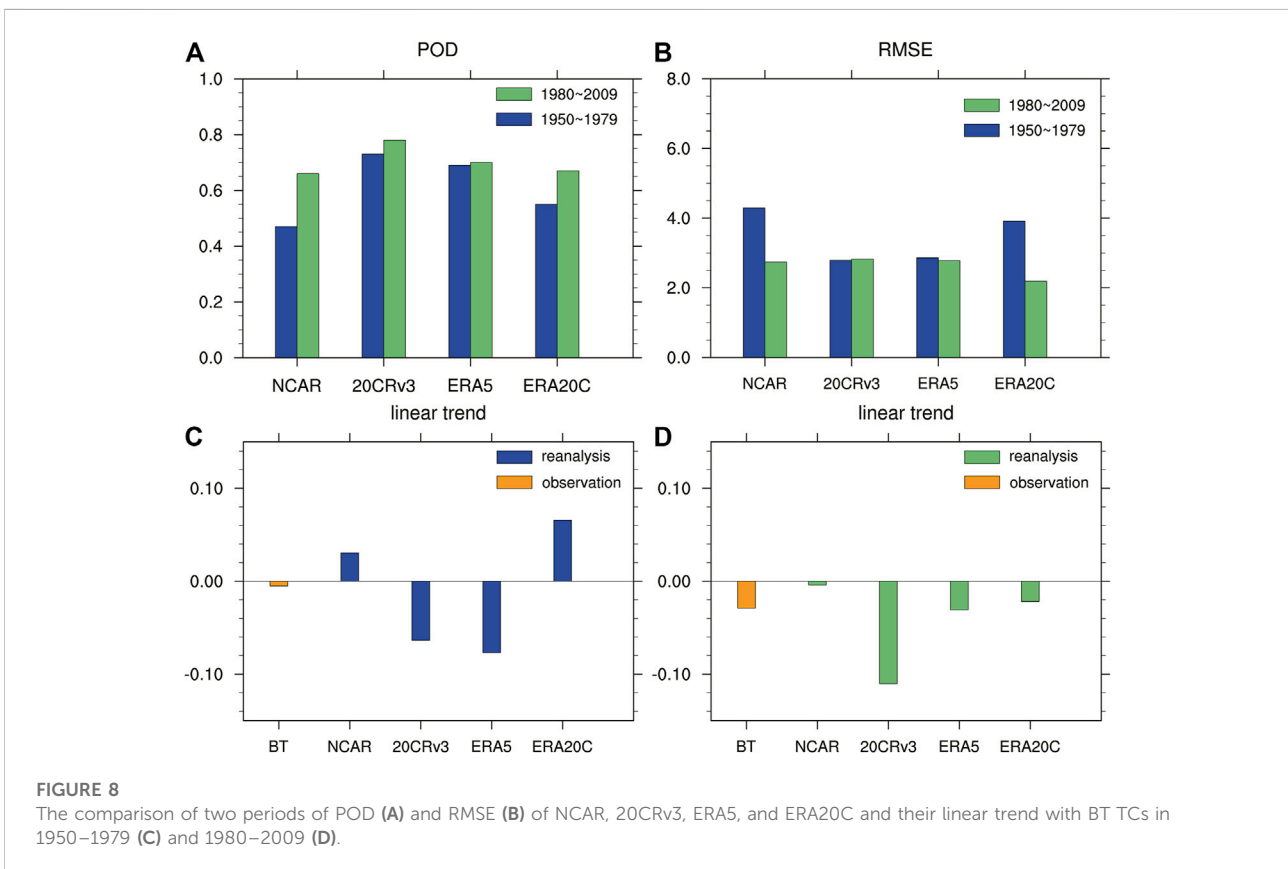 A
POD
1.0
0.8
0.6
0.4
0.2
0.0
1980~2009
1950~1979
NCAR
20CRv3
ERA5
ERA20C
B
RMSE
8.0
6.0
4.0
2.0
0.0
1980~2009
1950~1979
NCAR
20CRv3
ERA5
ERA20C
C
linear trend
0.10
0.00
-0.10
reanalysis
observation
BT
NCAR
20CRv3
ERA5
ERA20C
D
linear trend
0.10
0.00
-0.10
reanalysis
observation
BT
NCAR
20CRv3
ERA5
ERA20C
FIGURE 8
The comparison of two periods of POD (A) and RMSE (B) of NCAR, 20CRv3, ERA5, and ERA20C and their linear trend with BT TCs in
1950–1979 (C) and 1980–2009 (D).